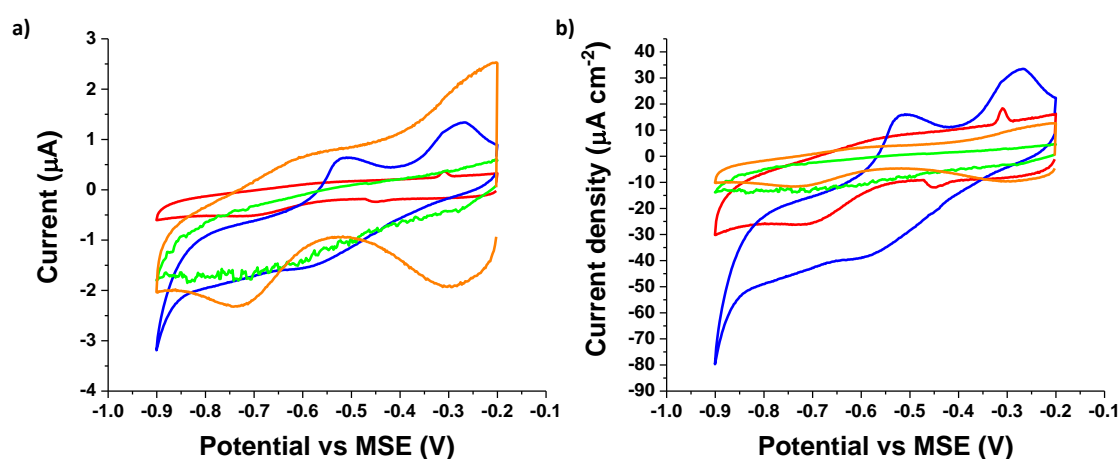 a)
Current (μA)
3
2
1
0
-1
-2
-3
-4
-1.0 -0.9 -0.8 -0.7 -0.6 -0.5 -0.4 -0.3 -0.2 -0.1
Potential vs MSE (V)
b)
Current density (μA cm⁻²)
40
30
20
10
0
-10
-20
-30
-40
-50
-60
-70
-80
-90
-1.0 -0.9 -0.8 -0.7 -0.6 -0.5 -0.4 -0.3 -0.2 -0.1
Potential vs MSE (V)